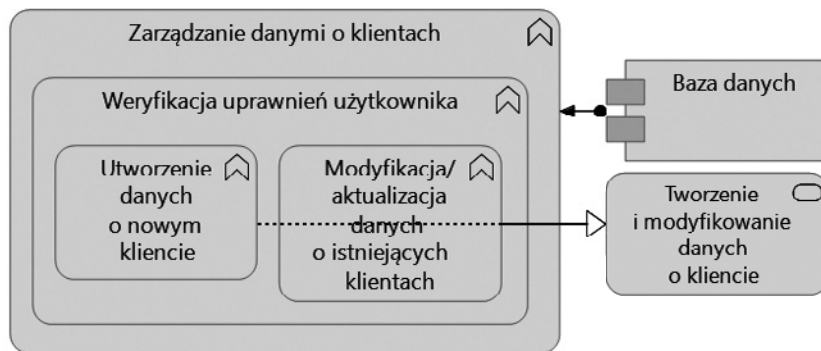 Zarządzanie danymi o klientach
Weryfikacja uprawnień użytkownika
Utworzenie
danych
o nowym
kliencie
Modyfikacja/
aktualizacja
danych
o istniejących
klientach
Baza danych
Tworzenie
i modyfikowanie
danych
o kliencie